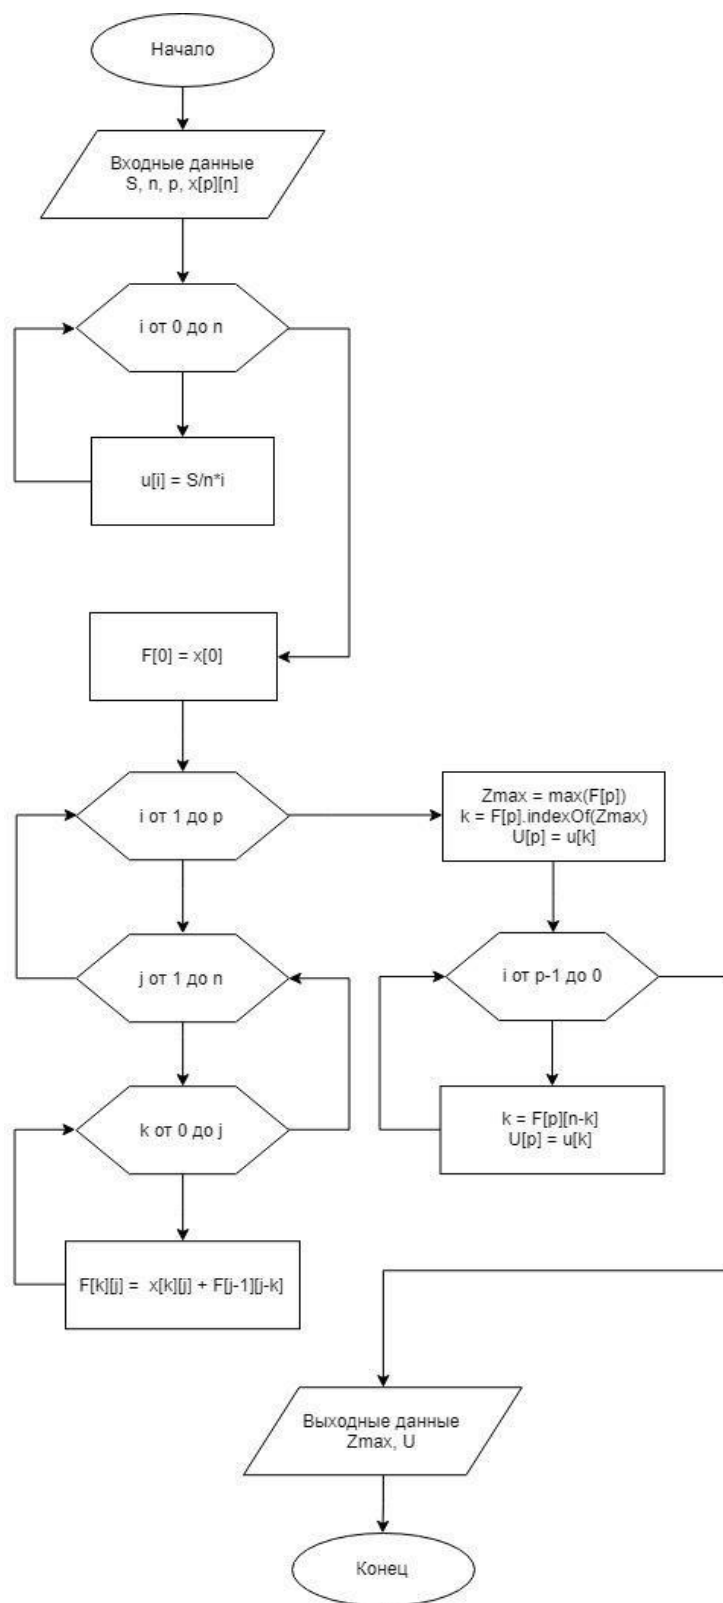 Начало
Входные данные
S, n, p, x[p][n]
i от 0 до n
u[i] = S/n*i
F[0] = x[0]
i от 1 до p
Zmax = max(F[p])
k = F[p].indexOf(Zmax)
U[p] = u[k]
j от 1 до n
i от p-1 до 0
k от 0 до j
k = F[p][n-k]
U[p] = u[k]
F[k][j] = x[k][j] + F[j-1][j-k]
Выходные данные
Zmax, U
Конец